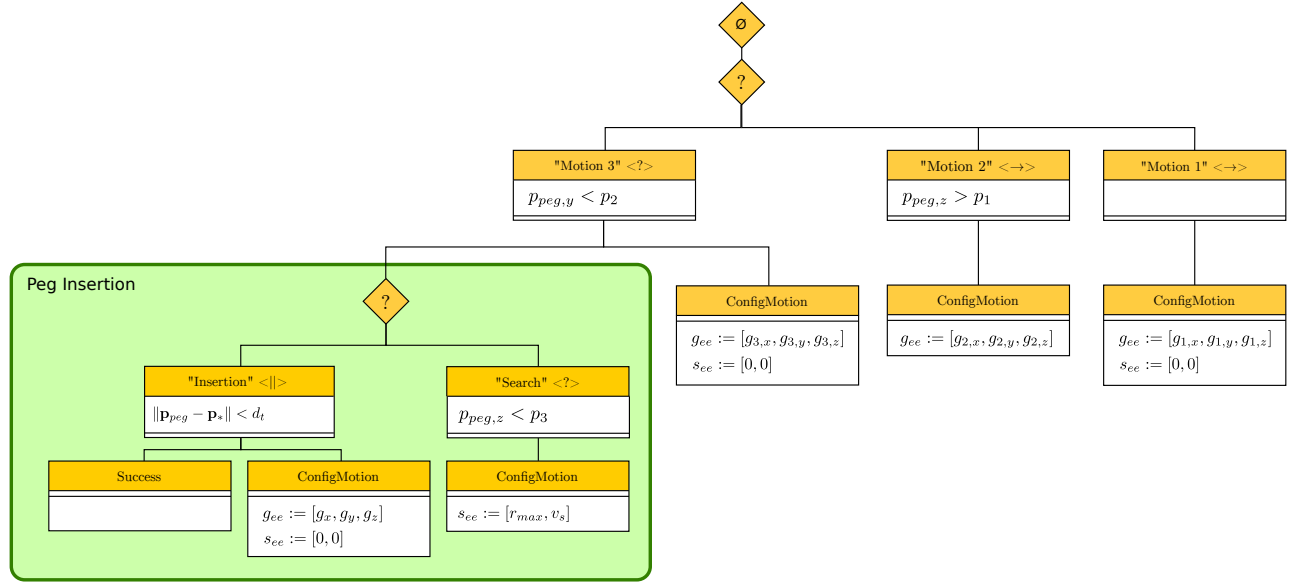 Ø
?
"Motion 3" <?>
p_{peg,y} < p_2
"Motion 2" <→>
p_{peg,z} > p_1
"Motion 1" <→>
Peg Insertion
?
ConfigMotion
g_{ee} := [g_{3,x}, g_{3,y}, g_{3,z}]
s_{ee} := [0, 0]
ConfigMotion
g_{ee} := [g_{2,x}, g_{2,y}, g_{2,z}]
ConfigMotion
g_{ee} := [g_{1,x}, g_{1,y}, g_{1,z}]
s_{ee} := [0, 0]
"Insertion" <||>
‖𝐩_{peg} − 𝐩_*‖ < d_t
"Search" <?>
p_{peg,z} < p_3
Success
ConfigMotion
g_{ee} := [g_x, g_y, g_z]
s_{ee} := [0, 0]
ConfigMotion
s_{ee} := [r_{max}, v_s]